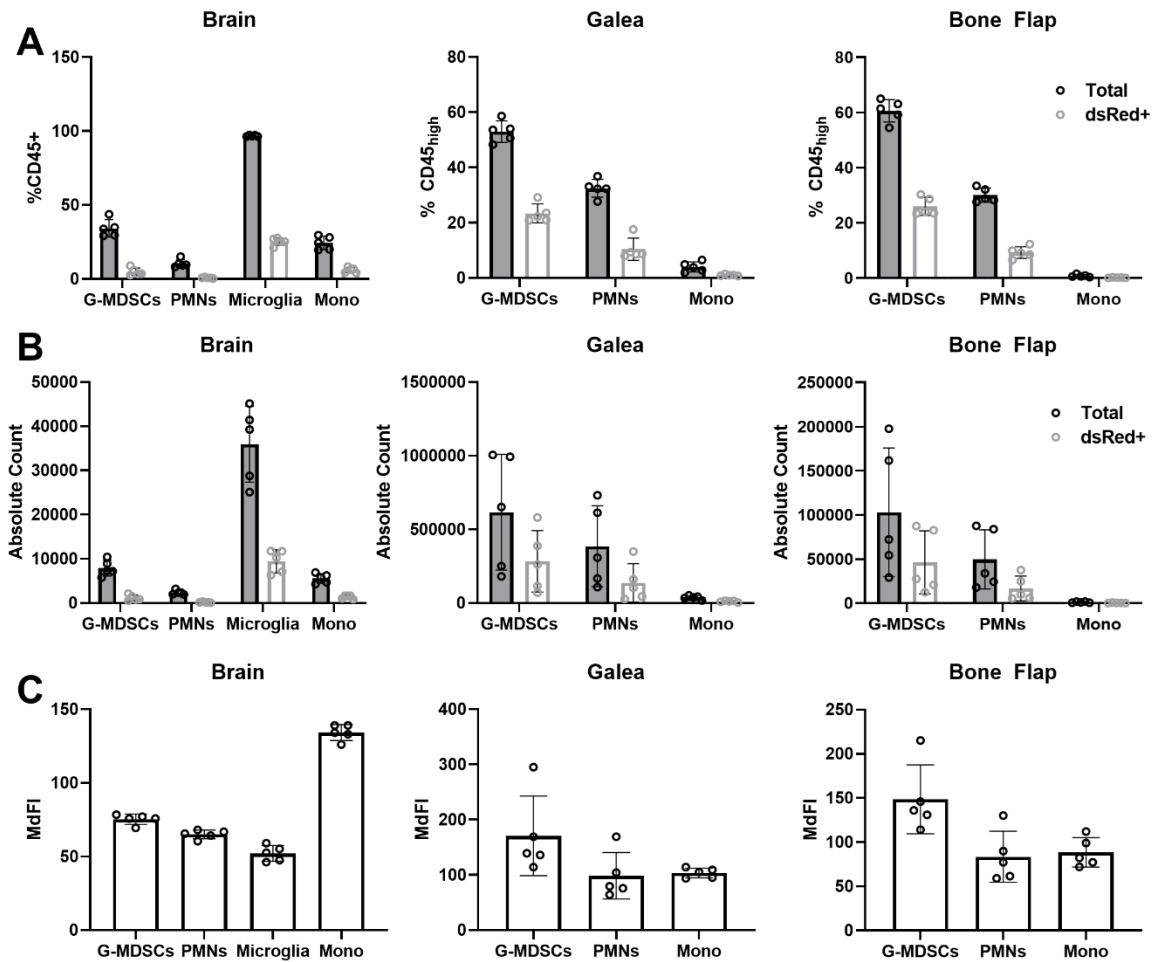 A
Brain
Galea
Bone Flap
%CD45+
150
100
50
0
G-MDSCs PMNs Microglia Mono
% CD45high
80
60
40
20
0
G-MDSCs PMNs Mono
% CD45high
80
60
40
20
0
G-MDSCs PMNs Mono
Total
dsRed+
B
Brain
Galea
Bone Flap
Absolute Count
50000
40000
30000
20000
10000
0
G-MDSCs PMNs Microglia Mono
Absolute Count
1500000
1000000
500000
0
G-MDSCs PMNs Mono
Absolute Count
250000
200000
150000
100000
50000
0
G-MDSCs PMNs Mono
Total
dsRed+
C
Brain
Galea
Bone Flap
MdFI
150
100
50
0
G-MDSCs PMNs Microglia Mono
MdFI
400
300
200
100
0
G-MDSCs PMNs Mono
MdFI
250
200
150
100
50
0
G-MDSCs PMNs Mono